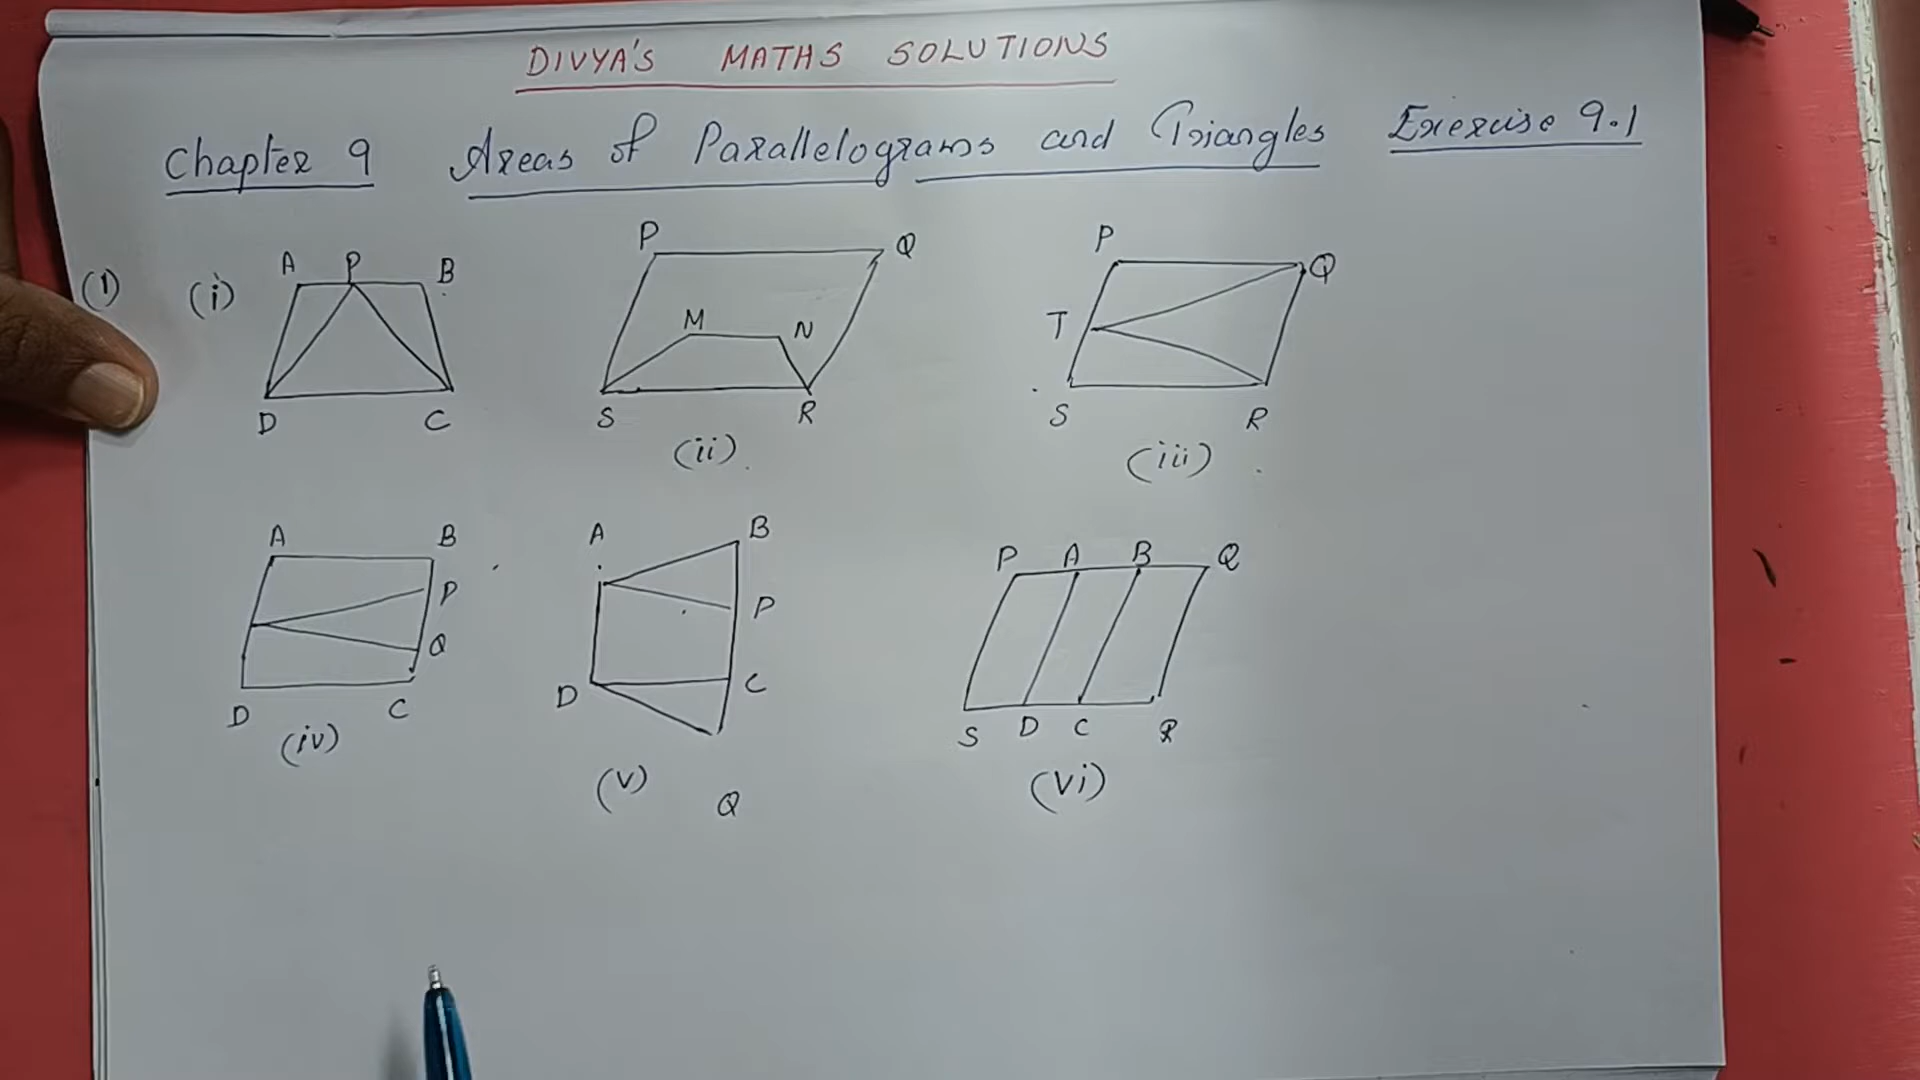 DIVYA'S MATHS SOLUTIONS
Chapter 9 Areas of Parallelograms and Triangles Exercise 9.1
(1) (i) A P B
D C
P Q
M N
S R
(ii)
P Q
T
S R
(iii)
A B
P
Q
D C
(iv)
A B
P
D C
(v) Q
P A B Q
S D C R
(vi)